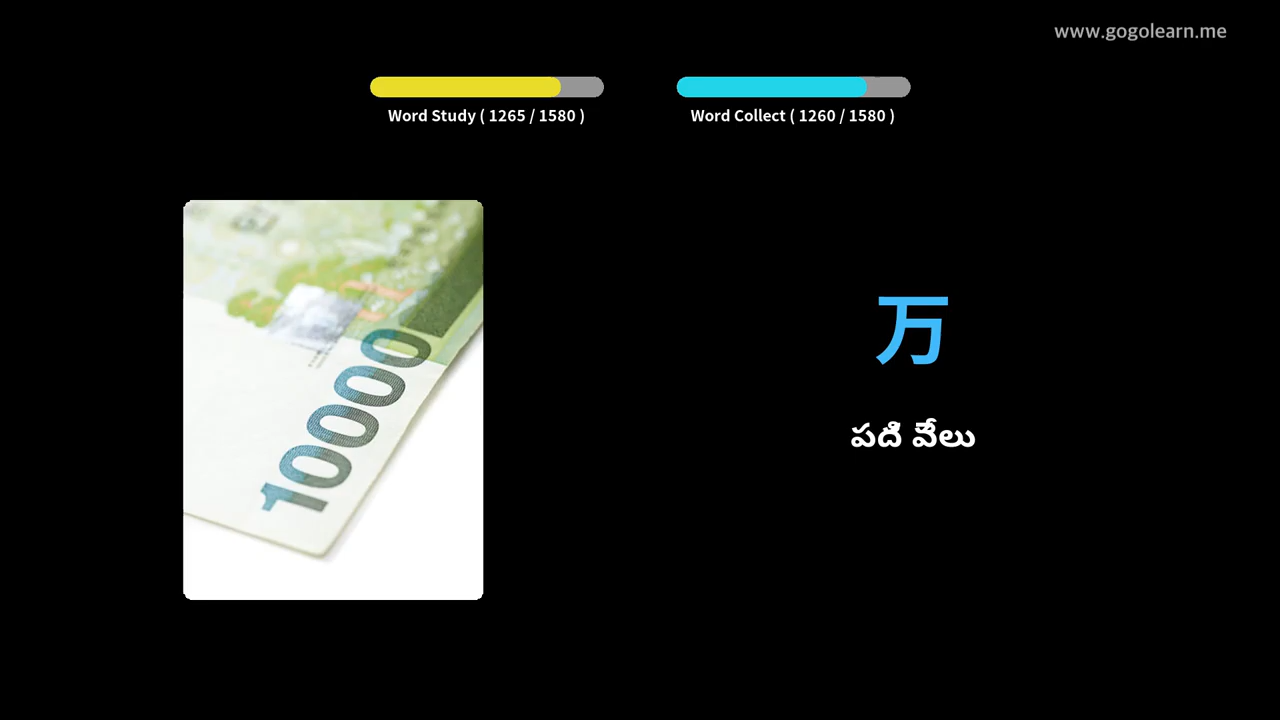 www.gogolearn.me
Word Study ( 1265 / 1580 )
Word Collect ( 1260 / 1580 )
10000
万
పది వేలు